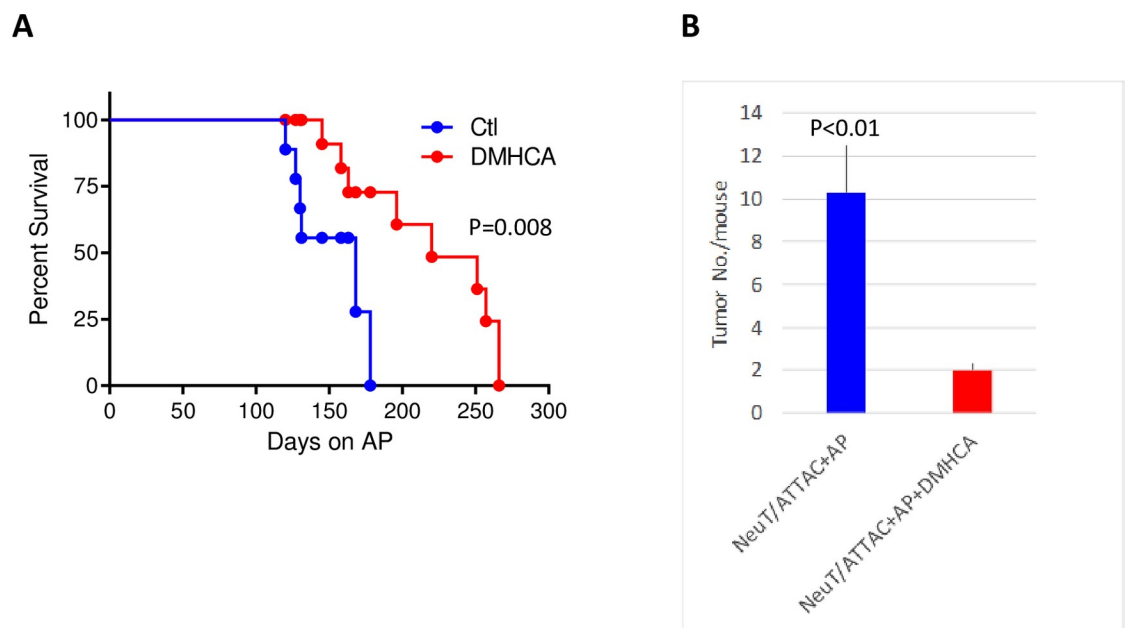 A
100
75
50
25
0
Percent Survival
0 50 100 150 200 250 300
Days on AP
Ctl
DMHCA
P=0.008
B
14
12
10
8
6
4
2
0
Tumor No./mouse
P<0.01
NeuT/ATTAC+AP
NeuT/ATTAC+AP+DMHCA